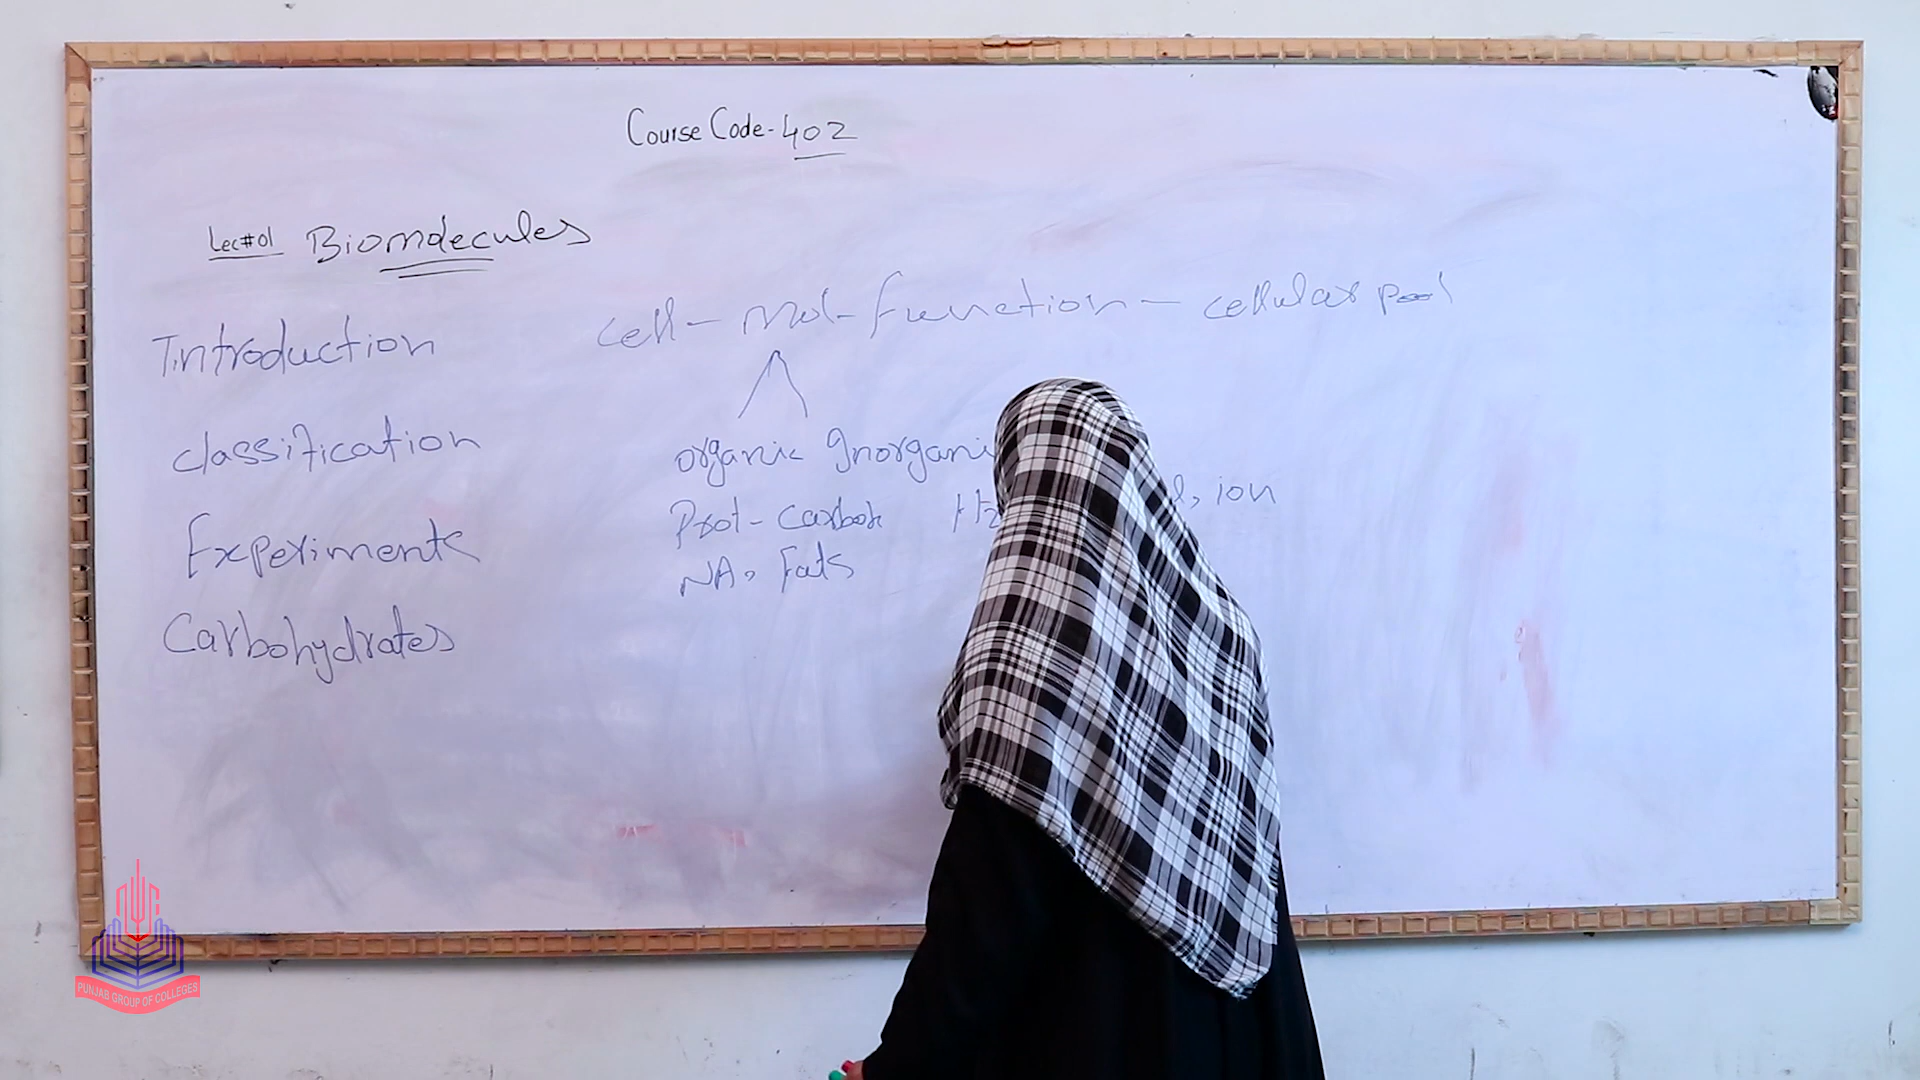 Course Code-402
Lec#01 Biomolecules
Introduction
cell - mol - function - cellular pool
classification
organic Inorganic
Prot - Carboh
ion
Experiments
NA, Fats
Carbohydrates
PUNJAB GROUP OF COLLEGES